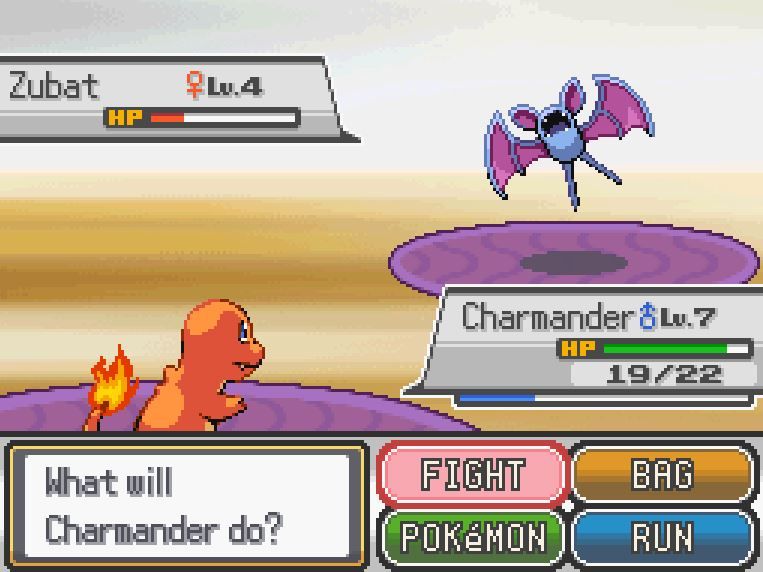 Zubat ♀Lv.4
HP
Charmander♂Lv.7
HP
19/22
What will
Charmander do?
FIGHT
BAG
POKéMON
RUN